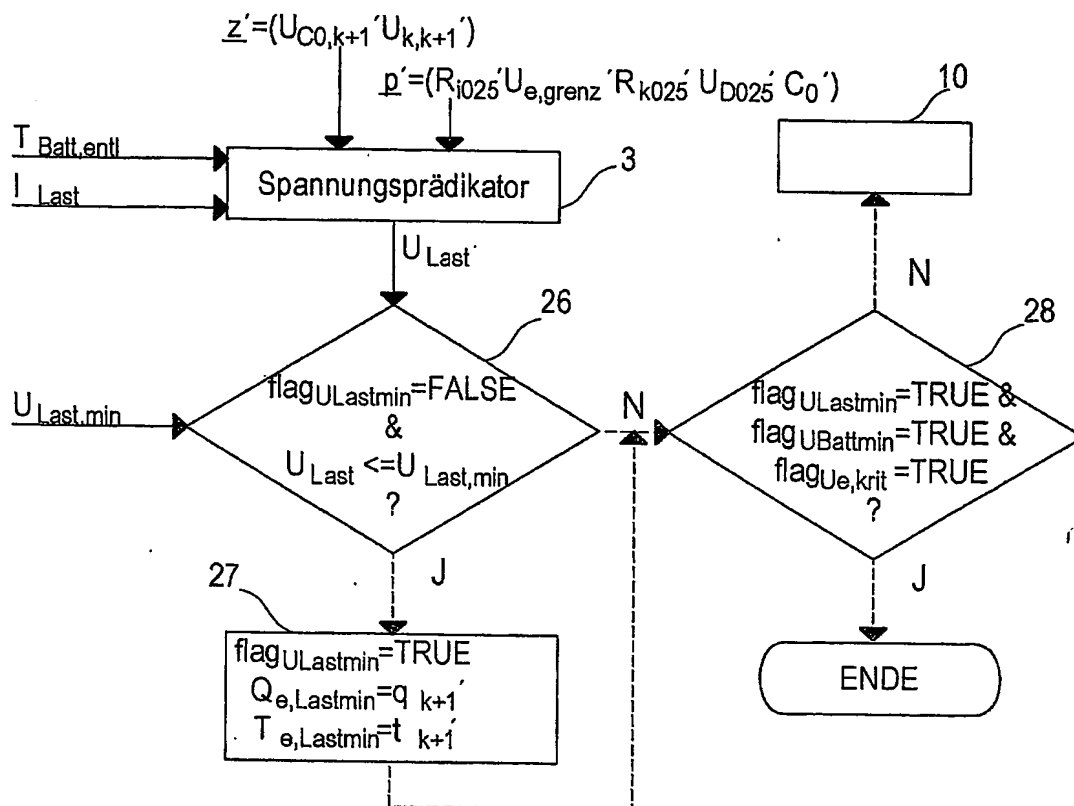 z´=(U_C0,k+1´U_k,k+1´)
p´=(R_i025´U_e,grenz´R_k025´U_D025´C_0´)
10
T_Batt,entl
I_Last
Spannungsprädikator
3
U_Last´
N
26
28
flag_ULastmin=FALSE
&
U_Last <=U_Last,min
?
U_Last,min
N
flag_ULastmin=TRUE &
flag_UBattmin=TRUE &
flag_Ue,krit=TRUE
?
J
J
27
flag_ULastmin=TRUE
Q_e,Lastmin=q_k+1´
T_e,Lastmin=t_k+1´
ENDE